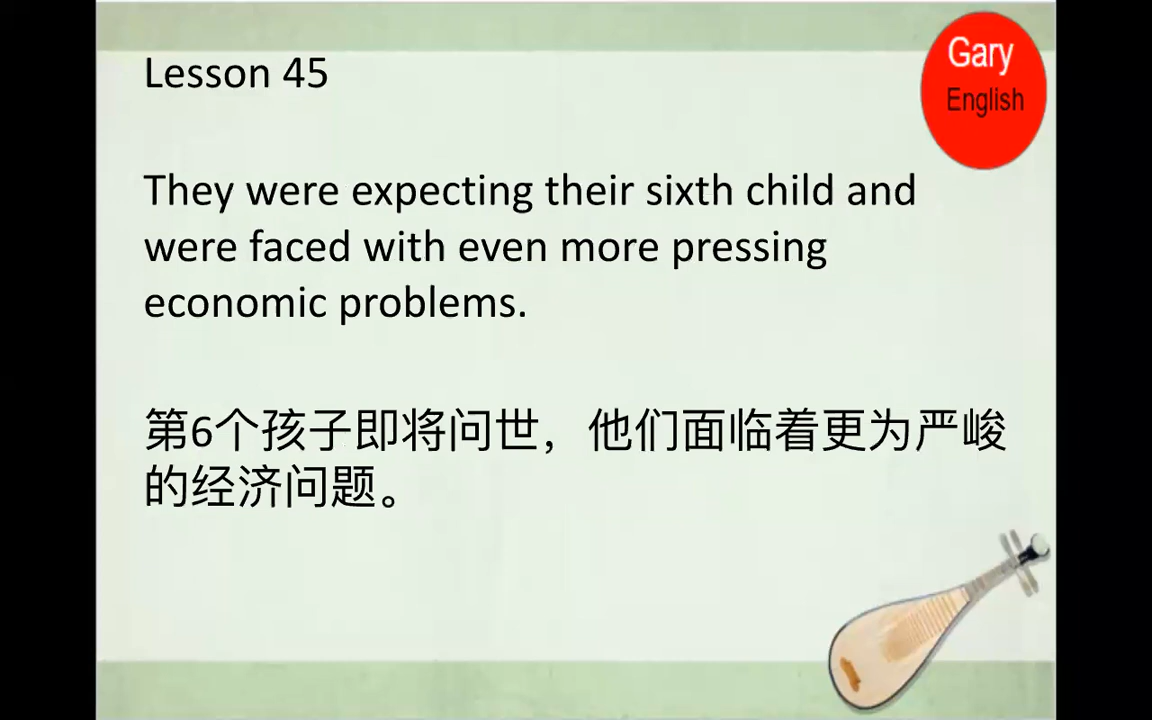 Lesson 45
Gary
English
They were expecting their sixth child and
were faced with even more pressing
economic problems.
第6个孩子即将问世，他们面临着更为严峻
的经济问题。